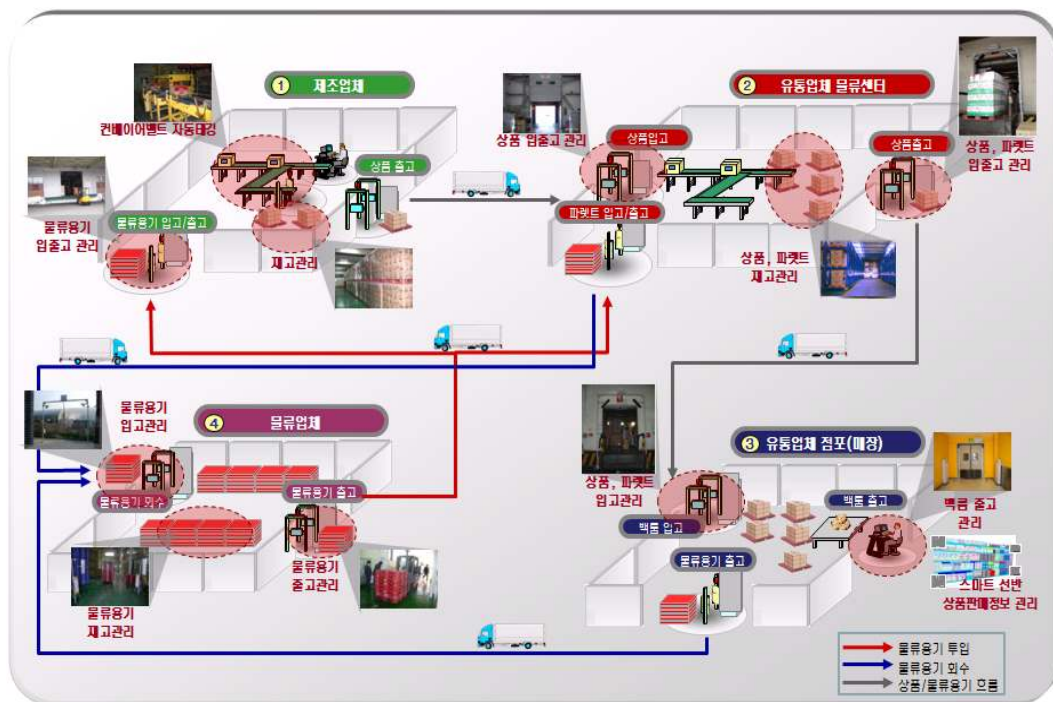 1 제조업체
컨베이어벨트 자동태깅
상품 출고
물류용기 입고/출고
물류용기
입출고 관리
재고관리
2 유통업체 물류센터
상품 입출고 관리
상품입고
파렛트 입고/출고
상품출고
상품, 파렛트
입출고 관리
상품, 파렛트
재고관리
4 물류업체
물류용기
입고관리
물류용기 회수
물류용기 출고
물류용기
재고관리
물류용기
출고관리
3 유통업체 점포(매장)
상품, 파렛트
입고관리
백룸 입고
백룸 출고
백룸 출고
관리
물류용기 출고
스마트 선반
상품판매정보 관리
물류용기 투입
물류용기 회수
상품/물류용기 흐름